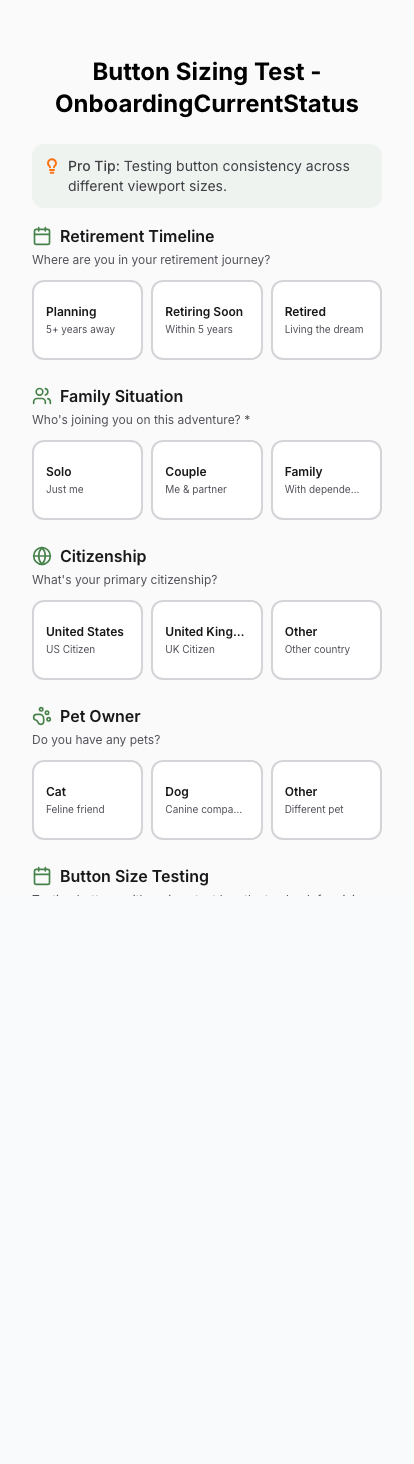 Button Sizing Test -
OnboardingCurrentStatus
Pro Tip: Testing button consistency across
different viewport sizes.
Retirement Timeline
Where are you in your retirement journey?
Planning
5+ years away
Retiring Soon
Within 5 years
Retired
Living the dream
Family Situation
Who's joining you on this adventure? *
Solo
Just me
Couple
Me & partner
Family
With depende...
Citizenship
What's your primary citizenship?
United States
US Citizen
United King...
UK Citizen
Other
Other country
Pet Owner
Do you have any pets?
Cat
Feline friend
Dog
Canine compa...
Other
Different pet
Button Size Testing